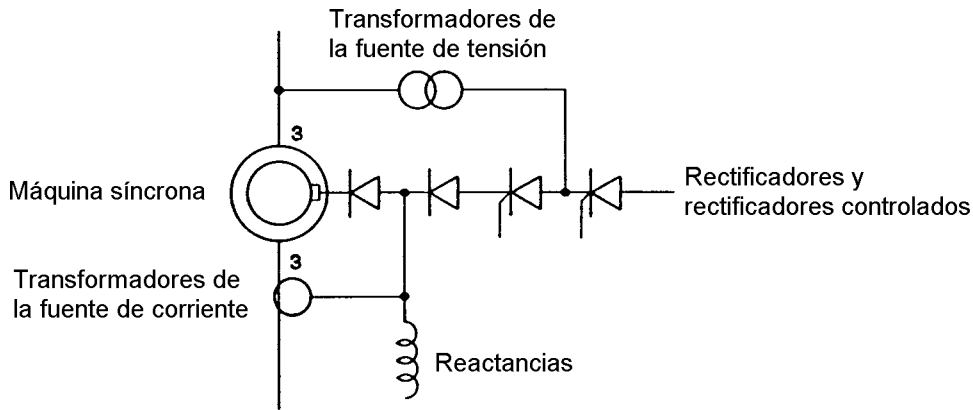 Transformadores de
la fuente de tensión
3
Máquina síncrona
Rectificadores y
rectificadores controlados
3
Transformadores de
la fuente de corriente
Reactancias